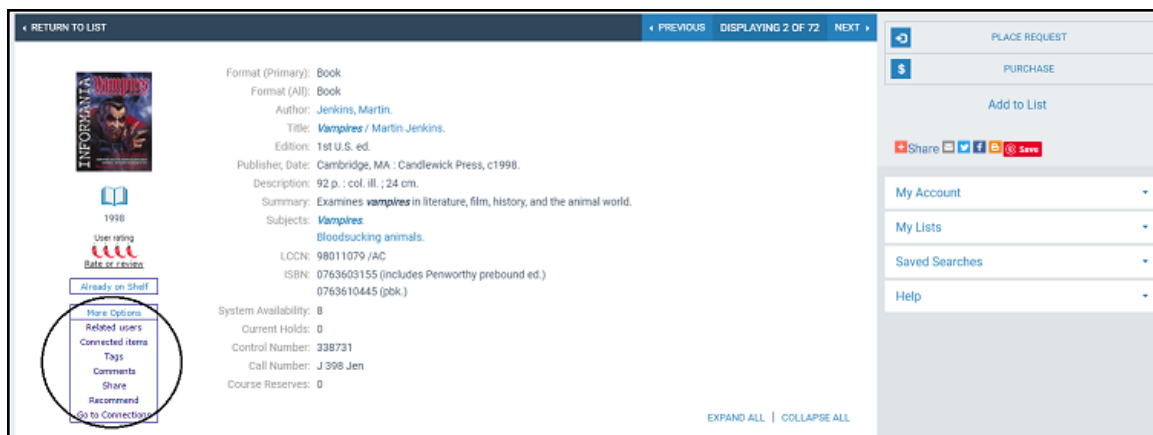 RETURN TO LIST
PREVIOUS DISPLAYING 2 OF 72 NEXT
INFORMANIA
Vampires
1998
User rating
Rate or review
Already on Shelf
More Options
Related users
Connected items
Tags
Comments
Share
Recommend
Go to Connections
Format (Primary): Book
Format (All): Book
Author: Jenkins, Martin.
Title: Vampires / Martin Jenkins.
Edition: 1st U.S. ed.
Publisher, Date: Cambridge, MA : Candlewick Press, c1998.
Description: 92 p. : col. ill. ; 24 cm.
Summary: Examines vampires in literature, film, history, and the animal world.
Subjects: Vampires.
Bloodsucking animals.
LCCN: 98011079 /AC
ISBN: 0763603155 (includes Penworthy prebound ed.)
0763610445 (pbk.)
System Availability: 8
Current Holds: 0
Control Number: 338731
Call Number: J 398 Jen
Course Reserves: 0
EXPAND ALL | COLLAPSE ALL
PLACE REQUEST
$ PURCHASE
Add to List
Share Save
My Account
My Lists
Saved Searches
Help